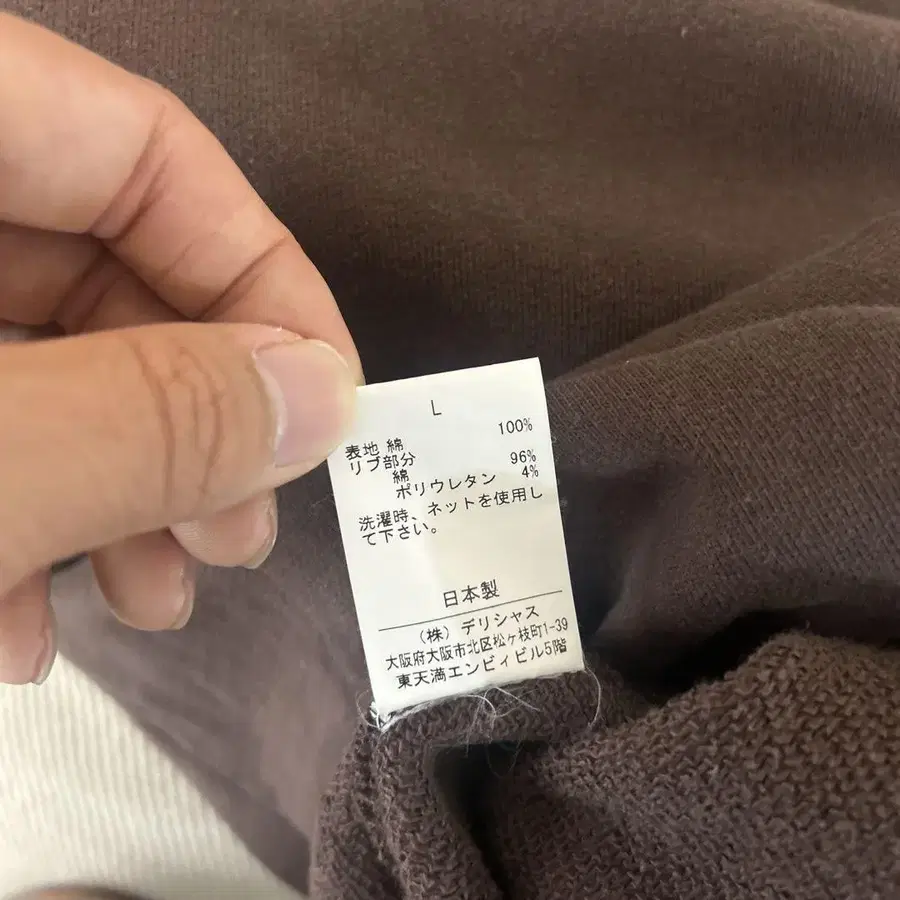 L
表地 綿 100%
リブ部分
綿 96%
ポリウレタン 4%
洗濯時、ネットを使用し
て下さい。
日本製
(株) デリシャス
大阪府大阪市北区松ヶ枝町1-39
東天満エンビィビル5階